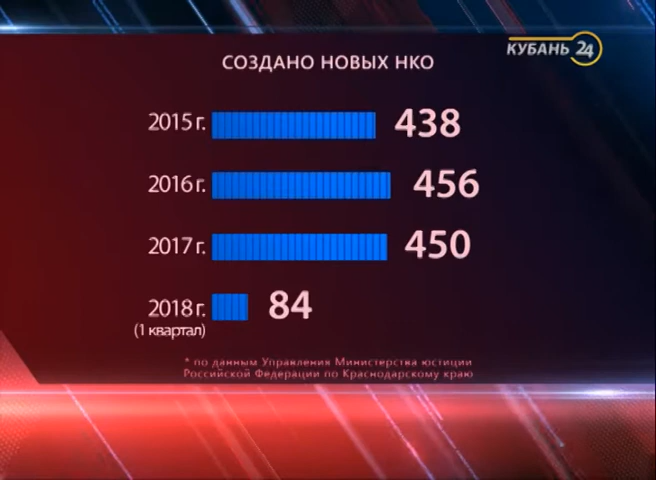 КУБАНЬ 24
СОЗДАНО НОВЫХ НКО
2015 г. 438
2016 г. 456
2017 г. 450
2018 г. 84
(1 квартал)
* по данным Управления Министерства юстиции
Российской Федерации по Краснодарскому краю